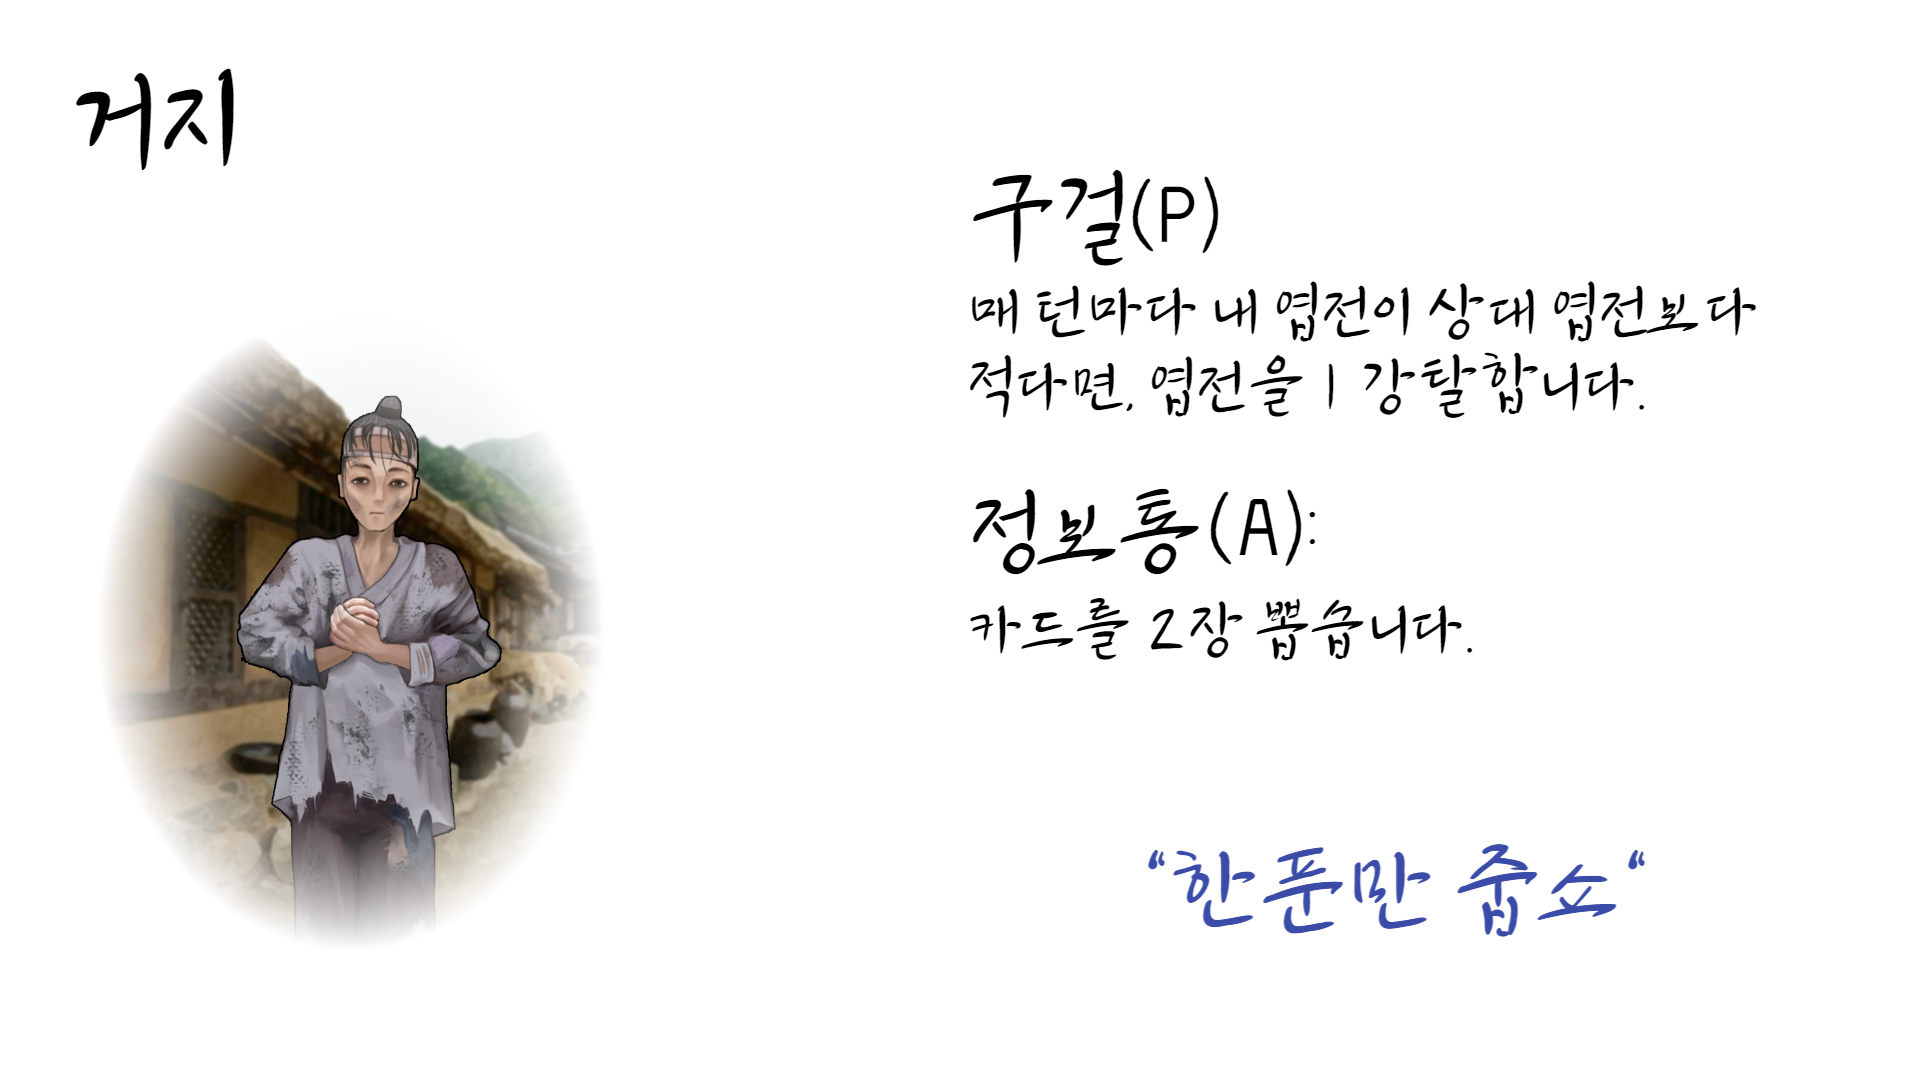 거지
구걸(P)
매 턴마다 내 엽전이 상대 엽전보다
적다면, 엽전을 1 강탈합니다.
정보통(A):
카드를 2장 뽑습니다.
“한푼만 줍쇼“